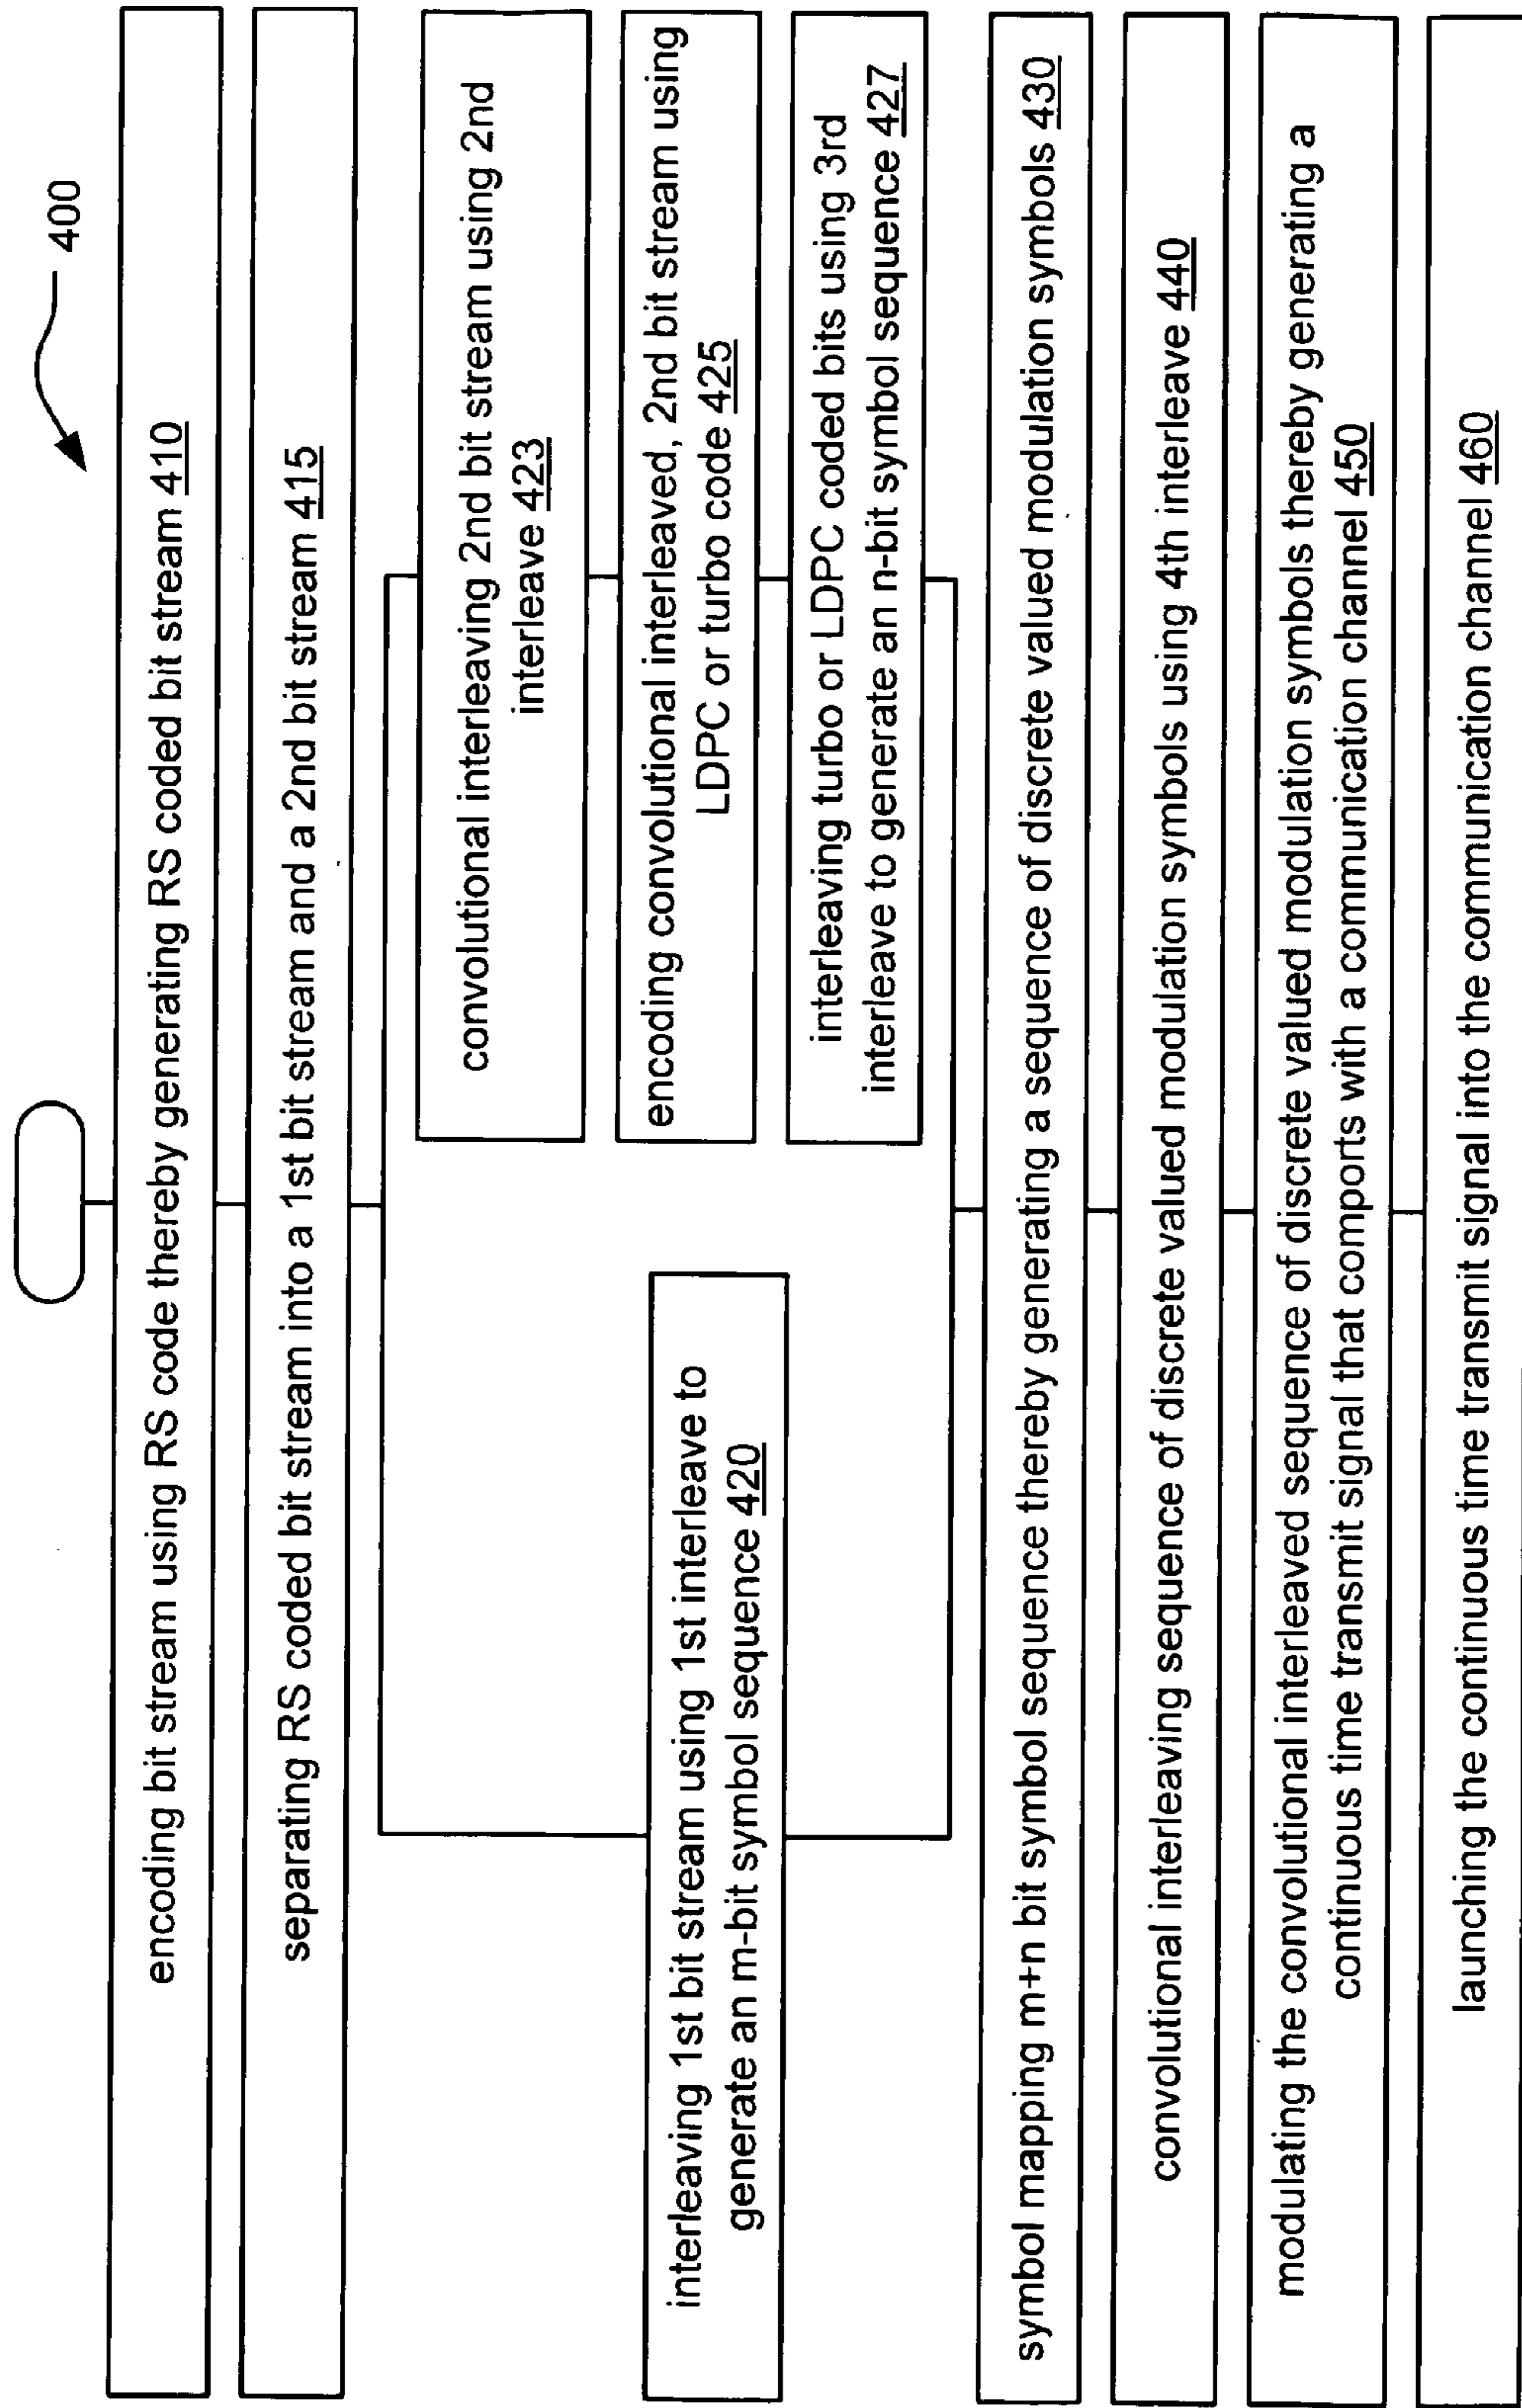 400
encoding bit stream using RS code thereby generating RS coded bit stream 410
separating RS coded bit stream into a 1st bit stream and a 2nd bit stream 415
interleaving 1st bit stream using 1st interleave to
generate an m-bit symbol sequence 420
convolutional interleaving 2nd bit stream using 2nd
interleave 423
encoding convolutional interleaved, 2nd bit stream using
LDPC or turbo code 425
interleaving turbo or LDPC coded bits using 3rd
interleave to generate an n-bit symbol sequence 427
symbol mapping m+n bit symbol sequence thereby generating a sequence of discrete valued modulation symbols 430
convolutional interleaving sequence of discrete valued modulation symbols using 4th interleave 440
modulating the convolutional interleaved sequence of discrete valued modulation symbols thereby generating a
continuous time transmit signal that comports with a communication channel 450
launching the continuous time transmit signal into the communication channel 460